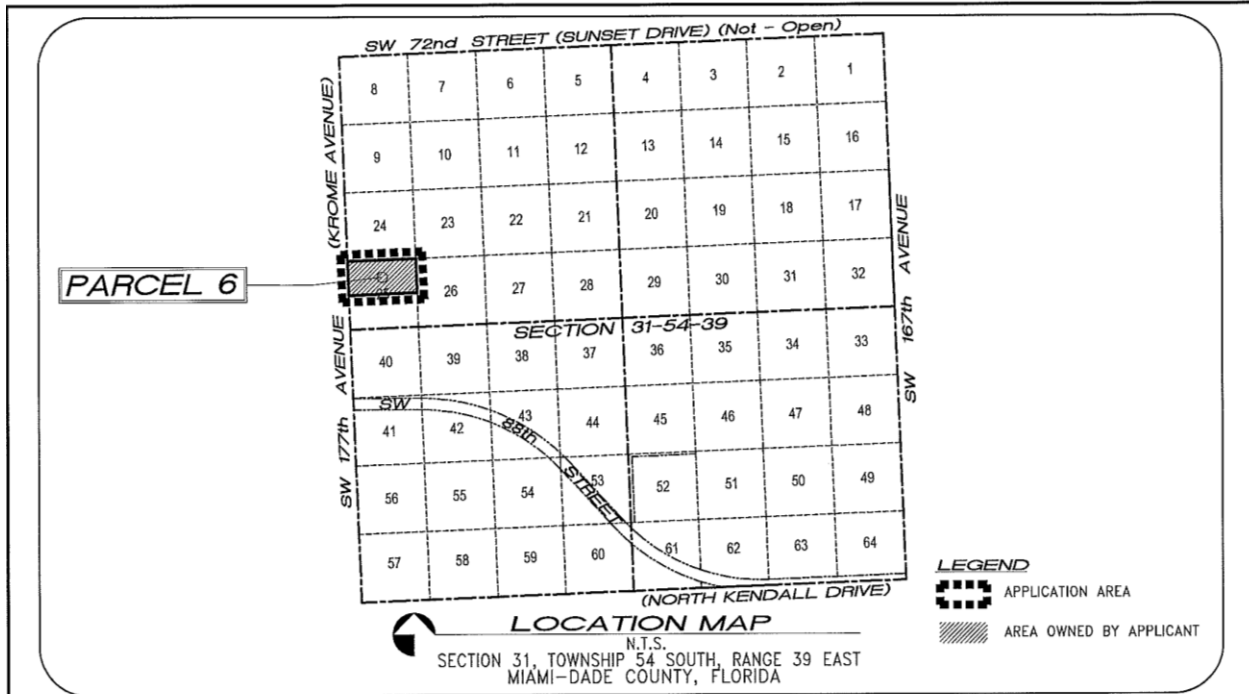 SW 72nd STREET (SUNSET DRIVE) (Not - Open)
8 7 6 5 4 3 2 1
9 10 11 12 13 14 15 16
24 23 22 21 20 19 18 17
26 27 28 29 30 31 32
(KROME AVENUE)
PARCEL 6
SECTION 31-54-39
40 39 38 37 36 35 34 33
41 42 43 44 45 46 47 48
56 55 54 53 52 51 50 49
57 58 59 60 61 62 63 64
SW 177th AVENUE
SW 88th STREET
SW 167th AVENUE
(NORTH KENDALL DRIVE)
LEGEND
APPLICATION AREA
AREA OWNED BY APPLICANT
LOCATION MAP
N.T.S.
SECTION 31, TOWNSHIP 54 SOUTH, RANGE 39 EAST
MIAMI-DADE COUNTY, FLORIDA